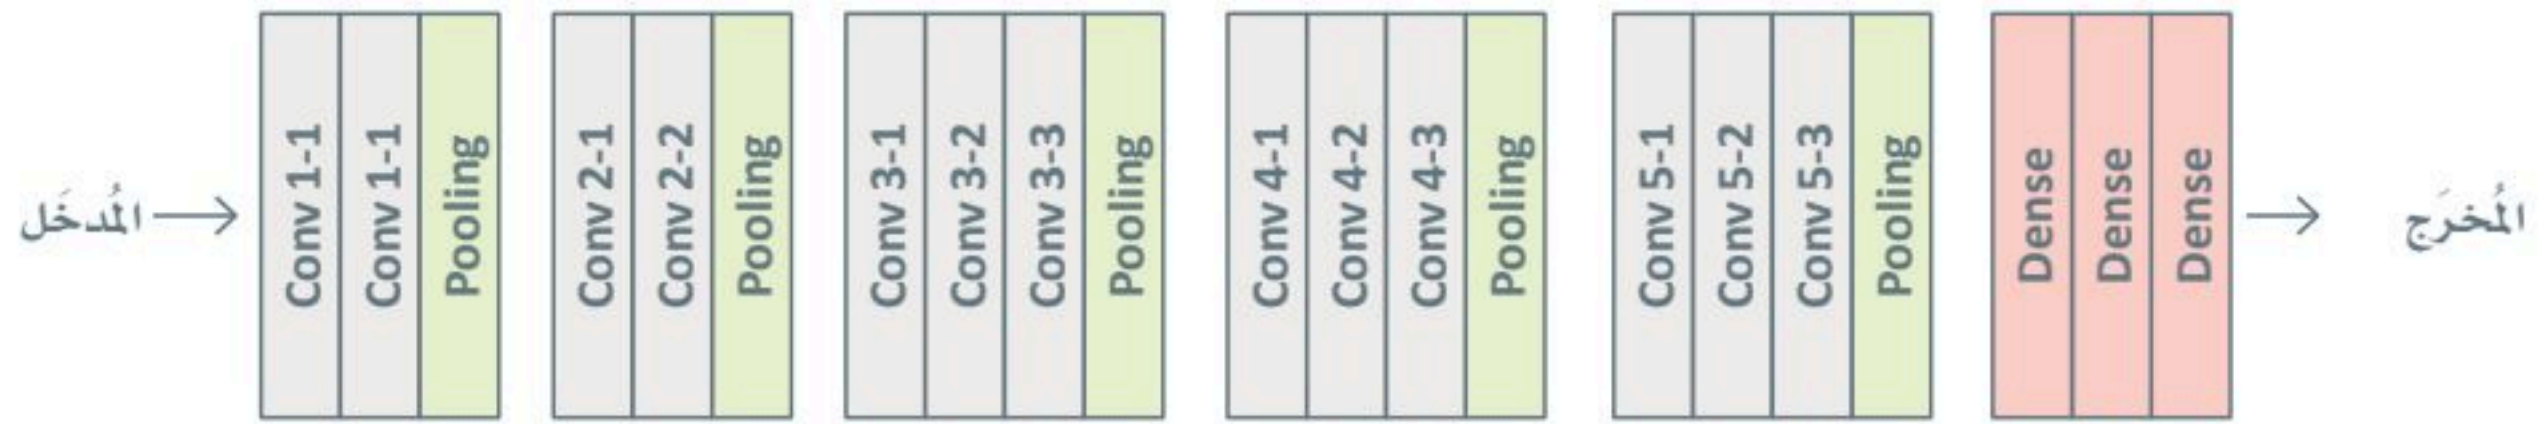 المُدخَل
Conv 1-1
Conv 1-1
Pooling
Conv 2-1
Conv 2-2
Pooling
Conv 3-1
Conv 3-2
Conv 3-3
Pooling
Conv 4-1
Conv 4-2
Conv 4-3
Pooling
Conv 5-1
Conv 5-2
Conv 5-3
Pooling
Dense
Dense
Dense
المُخرَج